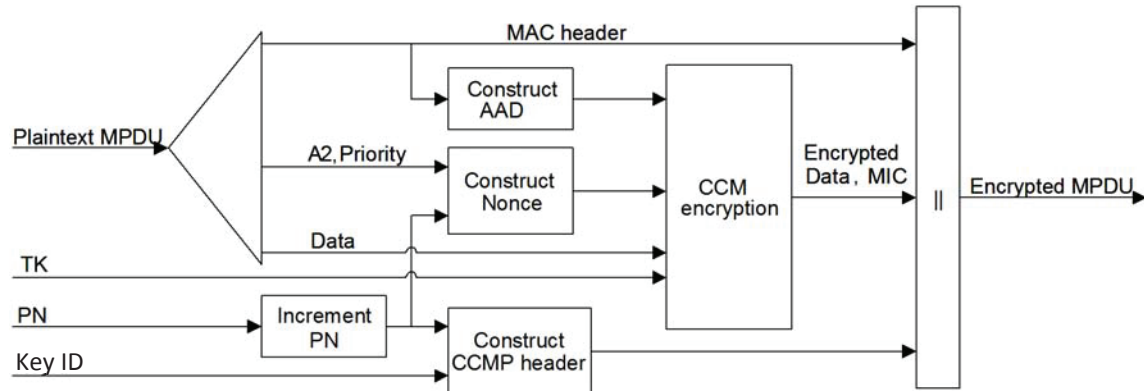 MAC header
Construct
AAD
Plaintext MPDU
A2,Priority
Construct
Nonce
CCM
encryption
Encrypted
Data, MIC
||
Encrypted MPDU
Data
TK
PN
Increment
PN
Construct
CCMP header
Key ID